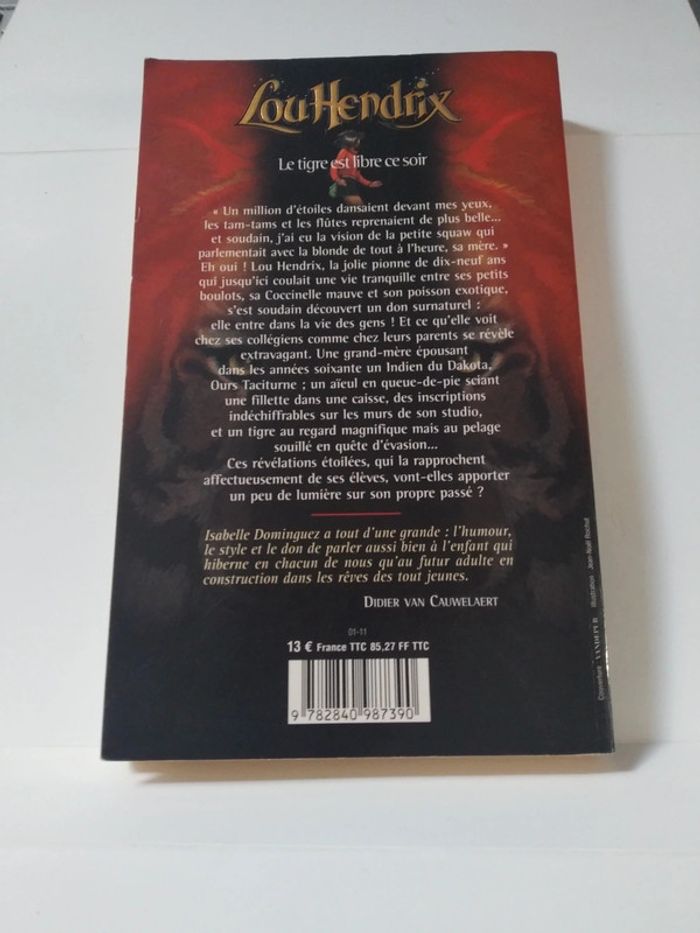 Lou Hendrix
Le tigre est libre ce soir
« Un million d'étoiles dansaient devant mes yeux,
les tam-tams et les flûtes reprenaient de plus belle...
et soudain, j'ai eu la vision de la petite squaw qui
parlementait avec la blonde de tout à l'heure, sa mère. »
Eh oui ! Lou Hendrix, la jolie pionne de dix-neuf ans
qui jusqu'ici coulait une vie tranquille entre ses petits
boulots, sa Coccinelle mauve et son poisson exotique,
s'est soudain découvert un don surnaturel :
elle entre dans la vie des gens ! Et ce qu'elle voit
chez ses collégiens comme chez leurs parents se révèle
extravagant. Une grand-mère épousant
dans les années soixante un Indien du Dakota,
Ours Taciturne ; un aïeul en queue-de-pie sciant
une fillette dans une caisse, des inscriptions
indéchiffrables sur les murs de son studio,
et un tigre au regard magnifique mais au pelage
souillé en quête d'évasion...
Ces révélations étoilées, qui la rapprochent
affectueusement de ses élèves, vont-elles apporter
un peu de lumière sur son propre passé ?
Isabelle Dominguez a tout d'une grande : l'humour,
le style et le don de parler aussi bien à l'enfant qui
hiberne en chacun de nous qu'au futur adulte en
construction dans les rêves des tout jeunes.
DIDIER VAN CAUWELAERT
01-11
13 € France TTC 85,27 FF TTC
9 782840 987390
Couverture : VANDEPUB Illustration : Jean-Noël Rochut